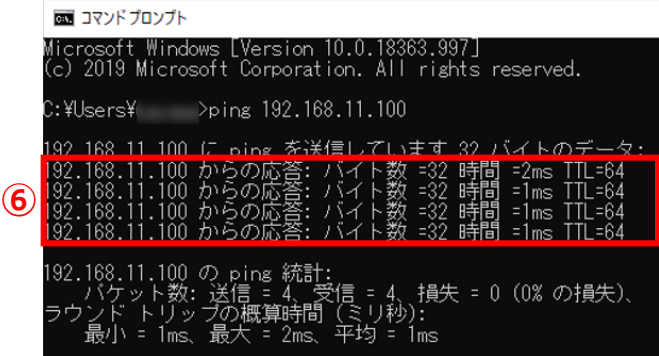 コマンド プロンプト
Microsoft Windows [Version 10.0.18363.997]
(c) 2019 Microsoft Corporation. All rights reserved.
C:¥Users¥ >ping 192.168.11.100
192.168.11.100 に ping を送信しています 32 バイトのデータ:
⑥
192.168.11.100 からの応答: バイト数 =32 時間 =2ms TTL=64
192.168.11.100 からの応答: バイト数 =32 時間 =1ms TTL=64
192.168.11.100 からの応答: バイト数 =32 時間 =1ms TTL=64
192.168.11.100 からの応答: バイト数 =32 時間 =1ms TTL=64
192.168.11.100 の ping 統計:
パケット数: 送信 = 4、受信 = 4、損失 = 0 (0% の損失)、
ラウンド トリップの概算時間 (ミリ秒):
最小 = 1ms、最大 = 2ms、平均 = 1ms